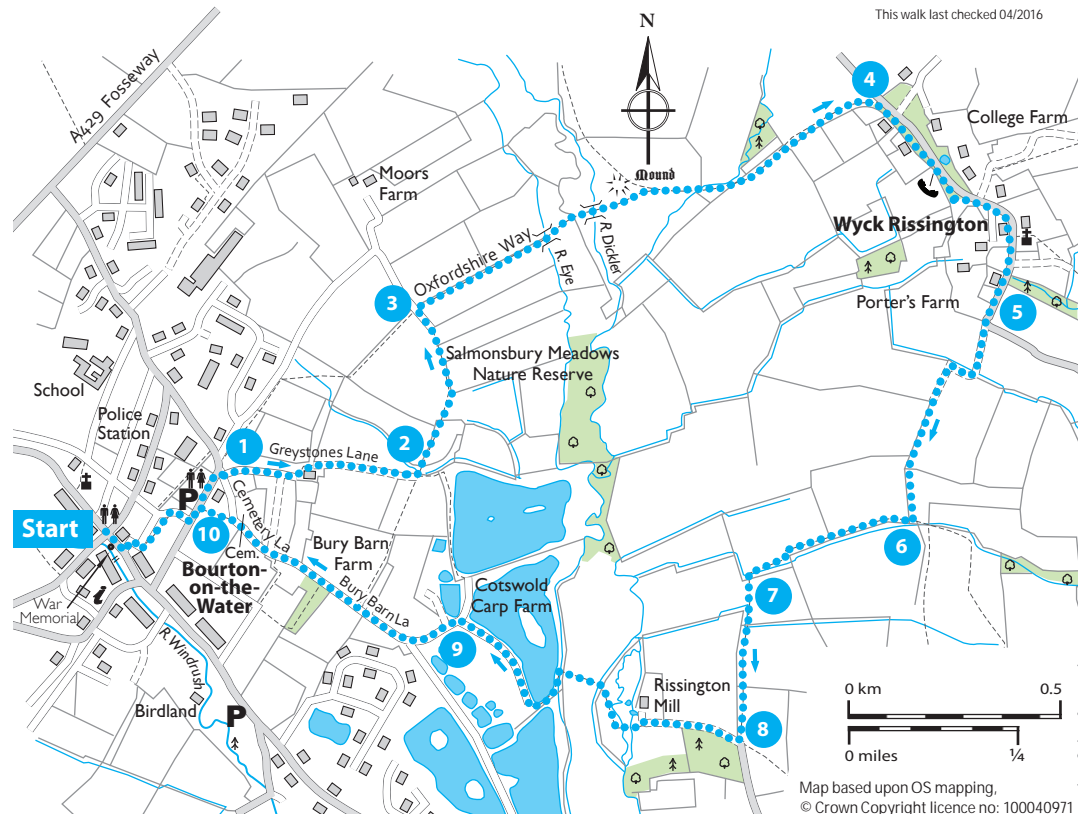 This walk last checked 04/2016
N
A429 Fosseway
4
College Farm
Moors
Farm
Mound
Oxfordshire Way
R. Dickler
R. Eye
Wyck Rissington
3
Porter's Farm
5
Salmonsbury Meadows
Nature Reserve
School
Police
Station
1
Greystones Lane
2
P
Cemetery La
Start
10
Cem.
Bourton-
on-the-
Water
Bury Barn
Farm
6
War
Memorial
i
Bury Barn La
Cotswold
Carp Farm
7
9
R. Windrush
Rissington
Mill
Birdland
P
8
0 km
0.5
0 miles
¼
Map based upon OS mapping,
© Crown Copyright licence no: 100040971